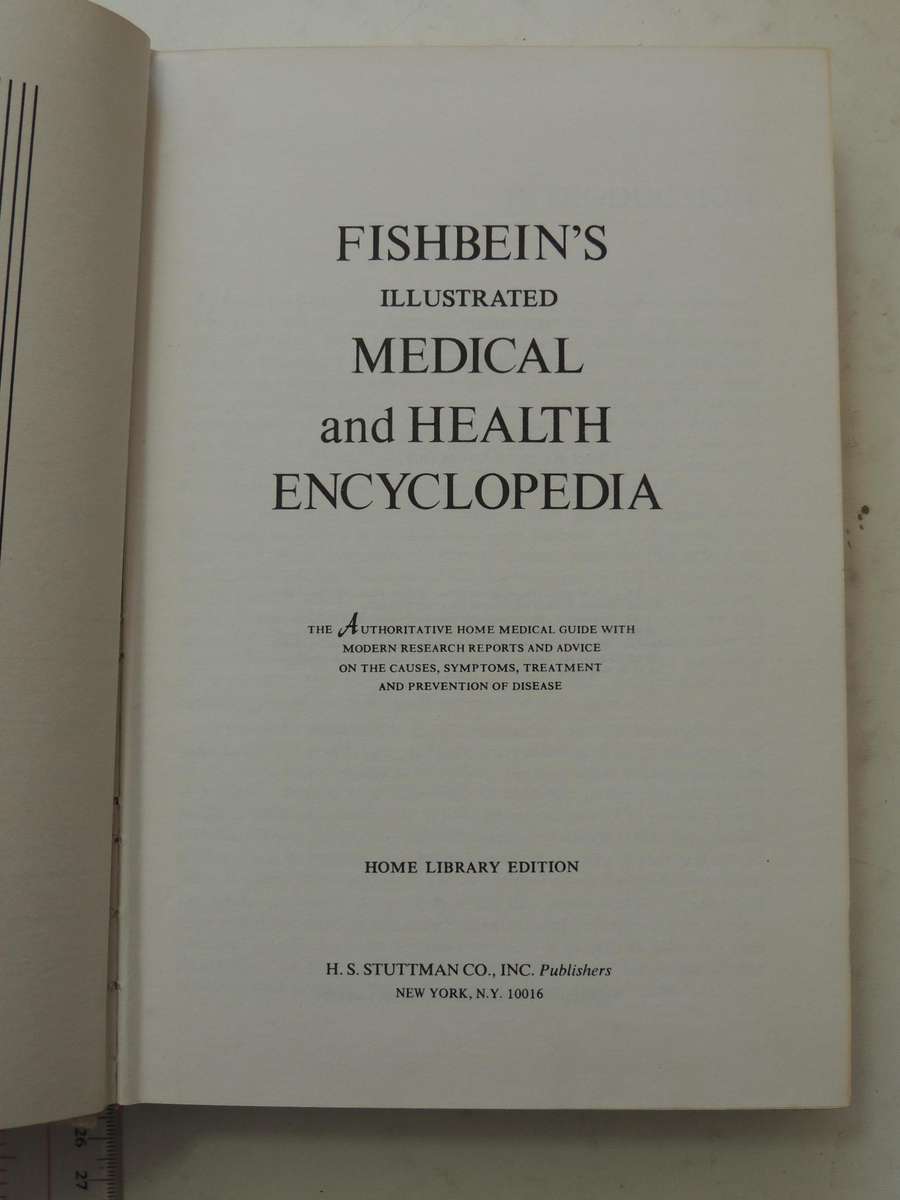 FISHBEIN'S
ILLUSTRATED
MEDICAL
and HEALTH
ENCYCLOPEDIA
THE AUTHORITATIVE HOME MEDICAL GUIDE WITH
MODERN RESEARCH REPORTS AND ADVICE
ON THE CAUSES, SYMPTOMS, TREATMENT
AND PREVENTION OF DISEASE
HOME LIBRARY EDITION
H. S. STUTTMAN CO., INC. Publishers
NEW YORK, N.Y. 10016
26
27